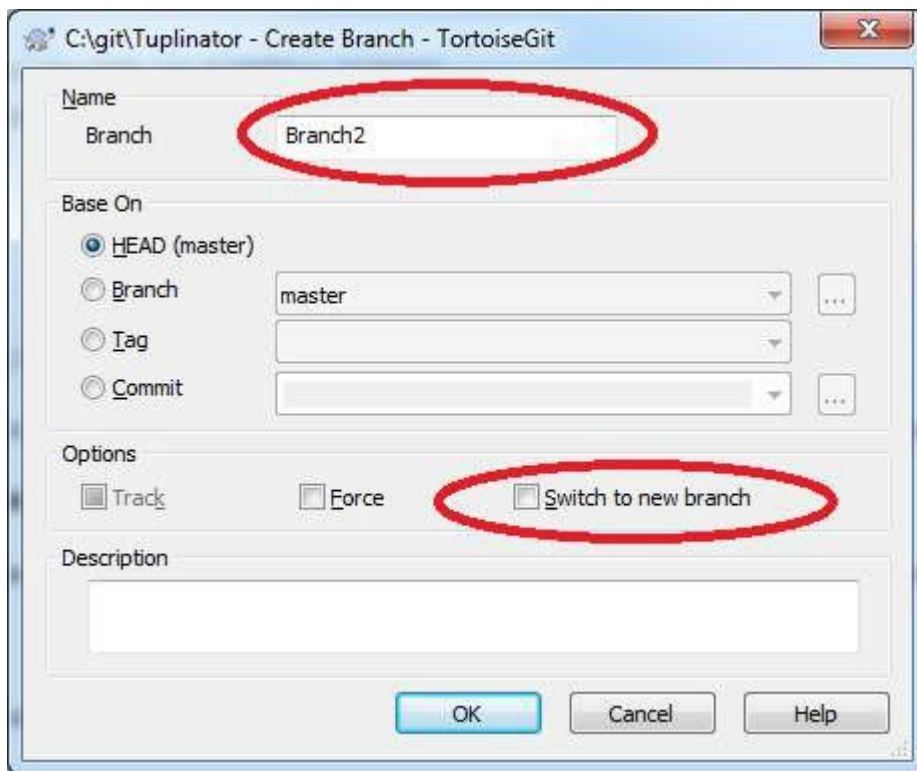 C:\git\Tuplinator - Create Branch - TortoiseGit
Name
Branch Branch2
Base On
HEAD (master)
Branch master ...
Tag
Commit ...
Options
Track Force Switch to new branch
Description
OK Cancel Help